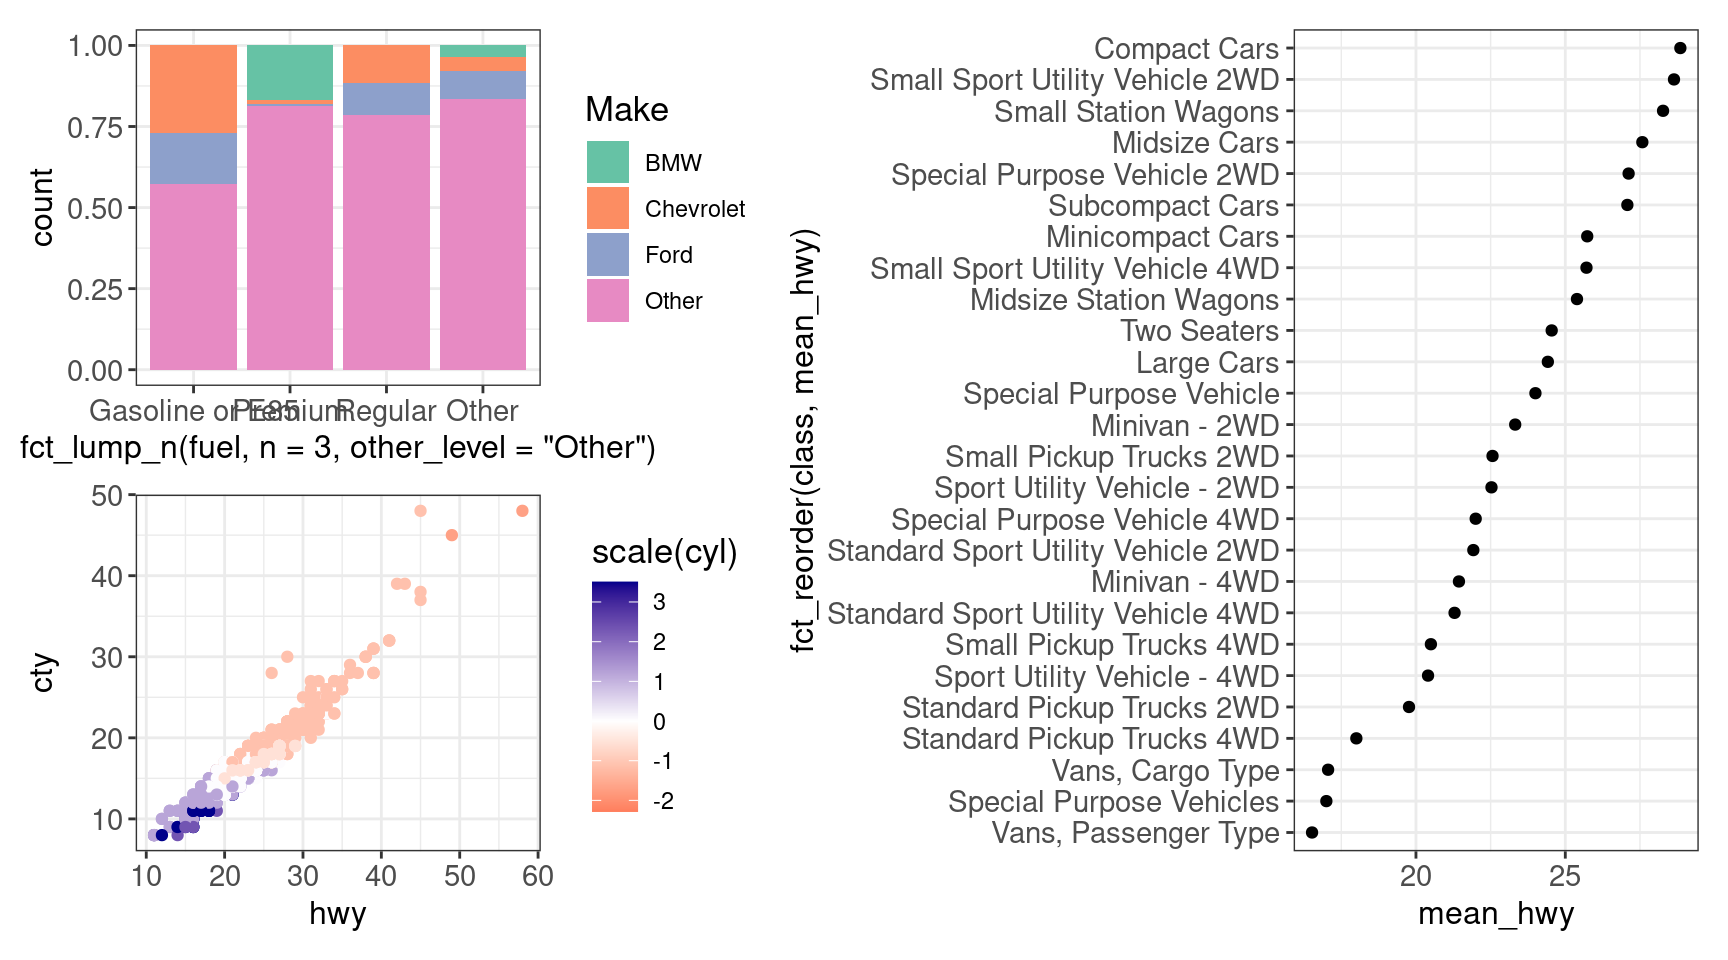 1.00
0.75
0.50
0.25
0.00
count
Gasoline or E85
Premium
Regular
Other
fct_lump_n(fuel, n = 3, other_level = "Other")
Make
BMW
Chevrolet
Ford
Other
50
40
30
20
10
cty
10 20 30 40 50 60
hwy
scale(cyl)
3
2
1
0
-1
-2
fct_reorder(class, mean_hwy)
Compact Cars
Small Sport Utility Vehicle 2WD
Small Station Wagons
Midsize Cars
Special Purpose Vehicle 2WD
Subcompact Cars
Minicompact Cars
Small Sport Utility Vehicle 4WD
Midsize Station Wagons
Two Seaters
Large Cars
Special Purpose Vehicle
Minivan - 2WD
Small Pickup Trucks 2WD
Sport Utility Vehicle - 2WD
Special Purpose Vehicle 4WD
Standard Sport Utility Vehicle 2WD
Minivan - 4WD
Standard Sport Utility Vehicle 4WD
Small Pickup Trucks 4WD
Sport Utility Vehicle - 4WD
Standard Pickup Trucks 2WD
Standard Pickup Trucks 4WD
Vans, Cargo Type
Special Purpose Vehicles
Vans, Passenger Type
20 25
mean_hwy